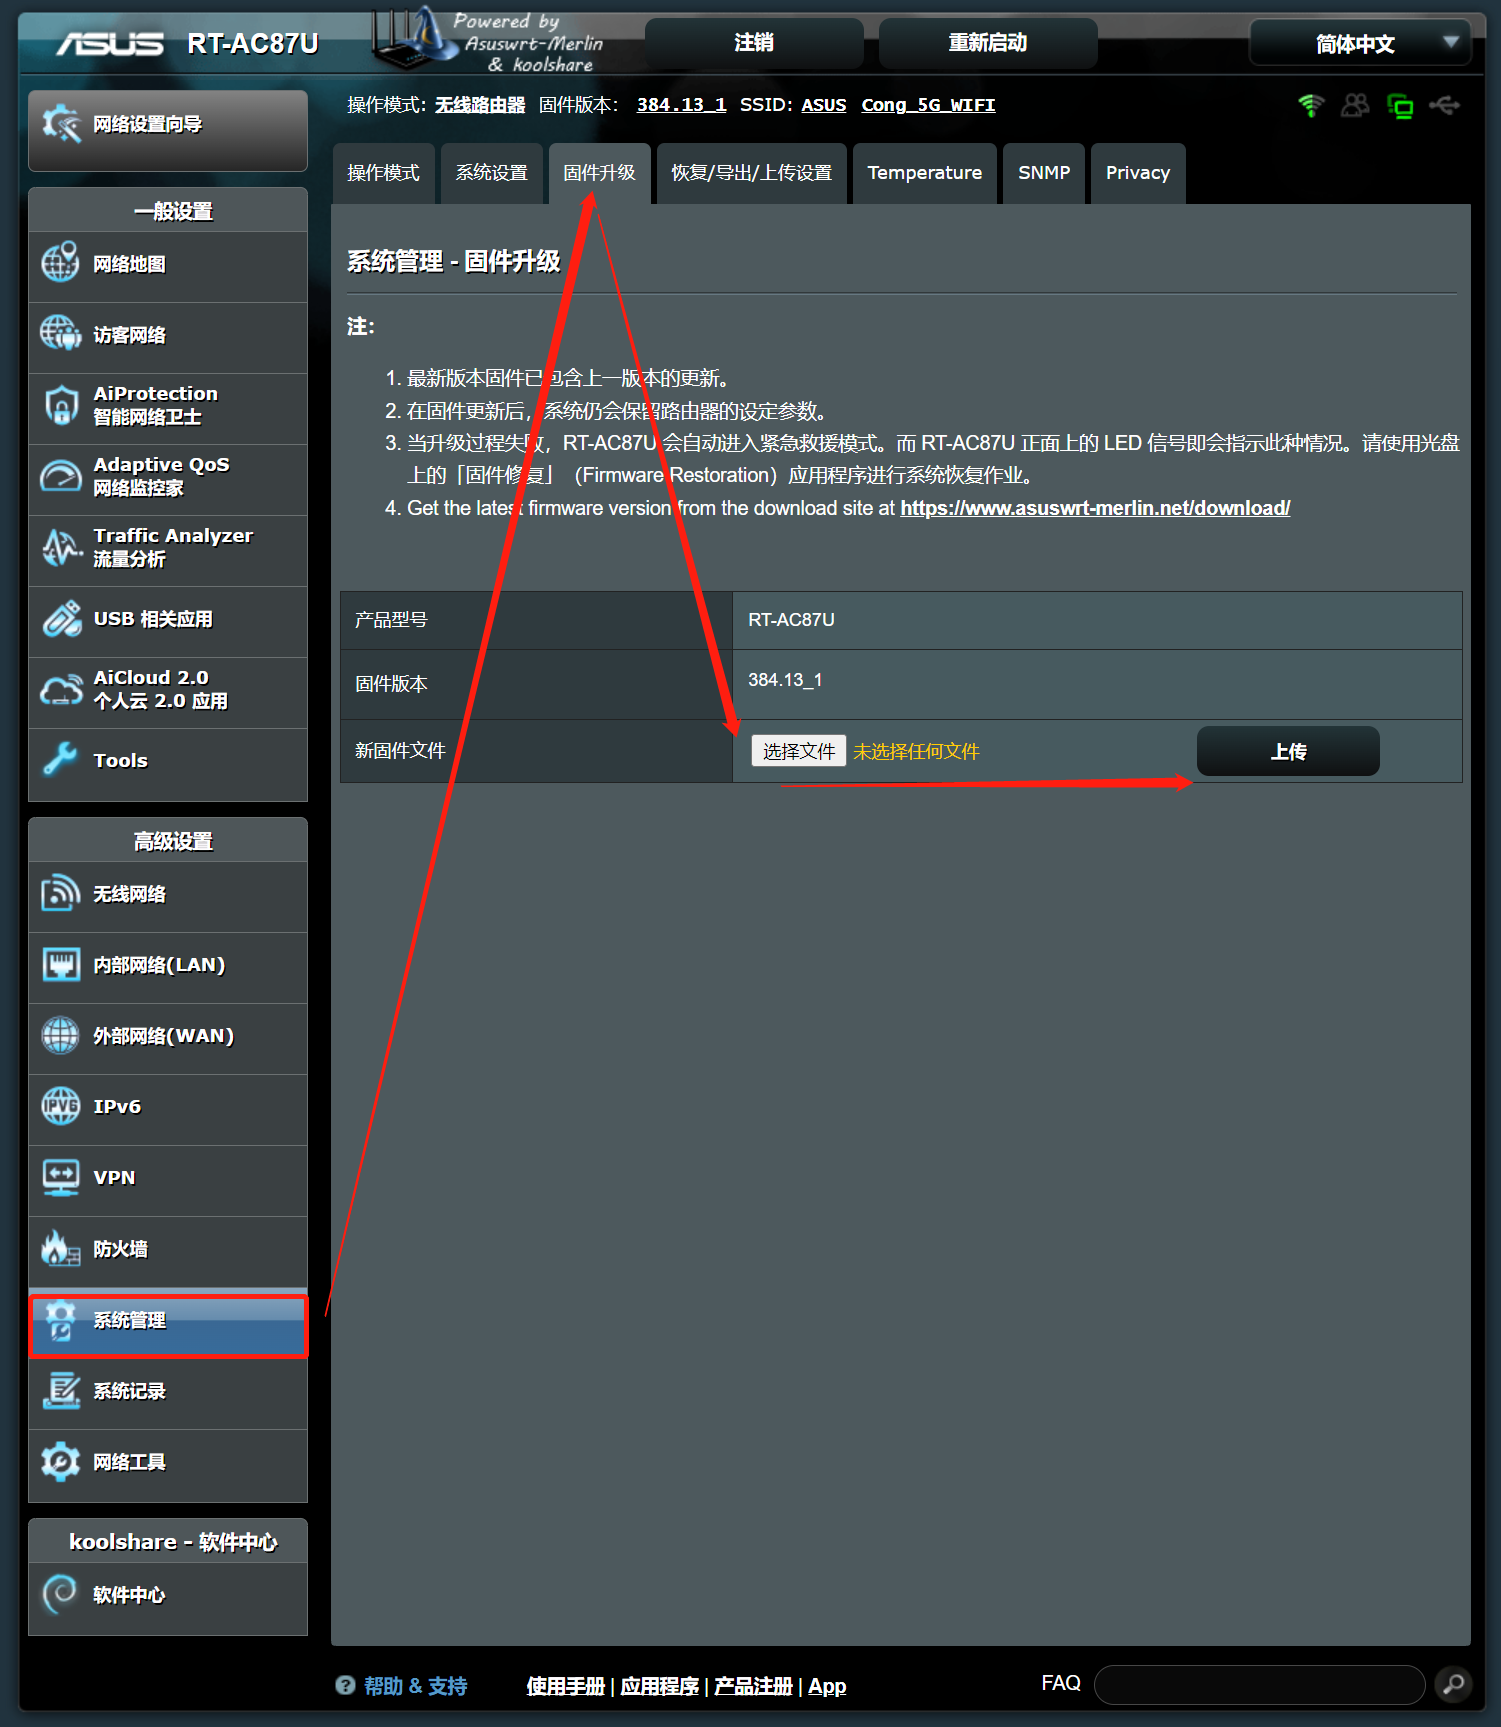 ASUS RT-AC87U
Powered by
Asuswrt-Merlin
& koolshare
注销
重新启动
简体中文
操作模式: 无线路由器 固件版本: 384.13_1 SSID: ASUS Cong_5G_WIFI
网络设置向导
一般设置
网络地图
访客网络
AiProtection
智能网络卫士
Adaptive QoS
网络监控家
Traffic Analyzer
流量分析
USB 相关应用
AiCloud 2.0
个人云 2.0 应用
Tools
高级设置
无线网络
内部网络(LAN)
外部网络(WAN)
IPv6
VPN
防火墙
系统管理
系统记录
网络工具
koolshare - 软件中心
软件中心
操作模式
系统设置
固件升级
恢复/导出/上传设置
Temperature
SNMP
Privacy
系统管理 - 固件升级
注:
1. 最新版本固件已包含上一版本的更新。
2. 在固件更新后，系统仍会保留路由器的设定参数。
3. 当升级过程失败，RT-AC87U 会自动进入紧急救援模式。而 RT-AC87U 正面上的 LED 信号即会指示此种情况。请使用光盘
上的「固件修复」（Firmware Restoration）应用程序进行系统恢复作业。
4. Get the latest firmware version from the download site at https://www.asuswrt-merlin.net/download/
产品型号 RT-AC87U
固件版本 384.13_1
新固件文件 选择文件 未选择任何文件 上传
帮助 & 支持
使用手册 | 应用程序 | 产品注册 | App
FAQ